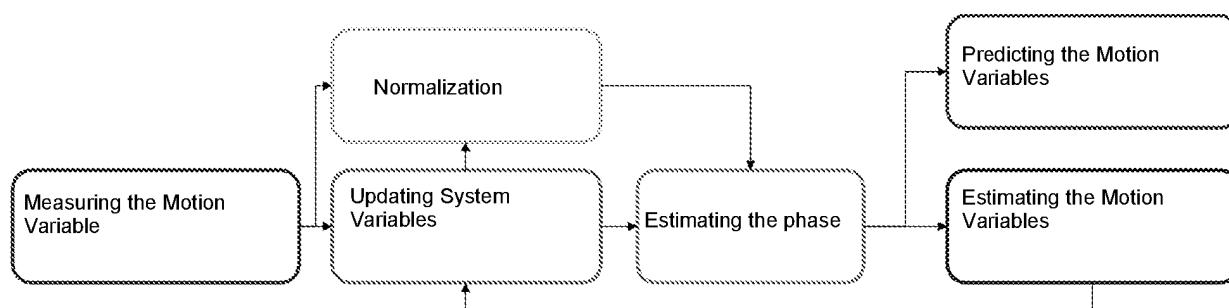 Normalization
Predicting the Motion
Variables
Measuring the Motion
Variable
Updating System
Variables
Estimating the phase
Estimating the Motion
Variables